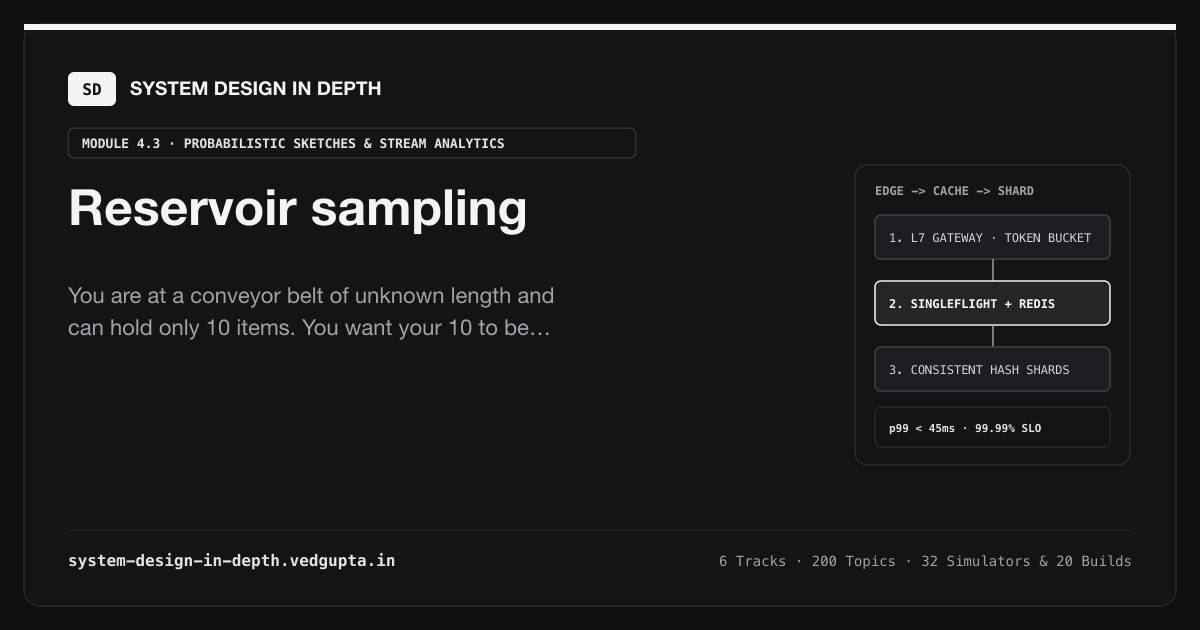 SD SYSTEM DESIGN IN DEPTH
MODULE 4.3 · PROBABILISTIC SKETCHES & STREAM ANALYTICS
Reservoir sampling
You are at a conveyor belt of unknown length and
can hold only 10 items. You want your 10 to be…
EDGE -> CACHE -> SHARD
1. L7 GATEWAY · TOKEN BUCKET
2. SINGLEFLIGHT + REDIS
3. CONSISTENT HASH SHARDS
p99 < 45ms · 99.99% SLO
system-design-in-depth.vedgupta.in
6 Tracks · 200 Topics · 32 Simulators & 20 Builds